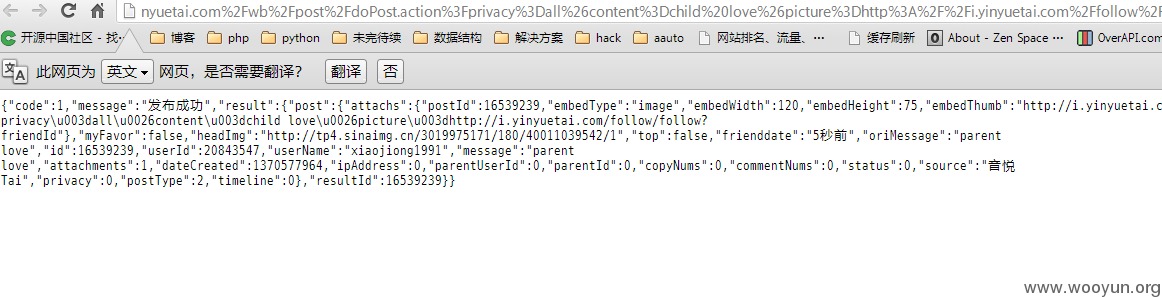 nyuetai.com%2Fwb%2Fpost%2FdoPost.action%3Fprivacy%3Dall%26content%3Dchild love%26picture%3Dhttp%3A%2F%2Fi.yinyuetai.com%2Ffollow%2F
开源中国社区 - 找… 博客 php python 未完待续 数据结构 解决方案 hack aauto 网站排名、流量、… 缓存刷新 About - Zen Space … OverAPI.com
此网页为 英文 网页，是否需要翻译？ 翻译 否
{"code":1,"message":"发布成功","result":{"post":{"attachs":{"postId":16539239,"embedType":"image","embedWidth":120,"embedHeight":75,"embedThumb":"http://i.yinyuetai.c
privacy\u003dall\u0026content\u003dchild love\u0026picture\u003dhttp://i.yinyuetai.com/follow/follow?
friendId"},"myFavor":false,"headImg":"http://tp4.sinaimg.cn/3019975171/180/40011039542/1","top":false,"frienddate":"5秒前","oriMessage":"parent
love","id":16539239,"userId":20843547,"userName":"xiaojiong1991","message":"parent
love","attachments":1,"dateCreated":1370577964,"ipAddress":0,"parentUserId":0,"parentId":0,"copyNums":0,"commentNums":0,"status":0,"source":"音悦
Tai","privacy":0,"postType":2,"timeline":0},"resultId":16539239}}
www.wooyun.org